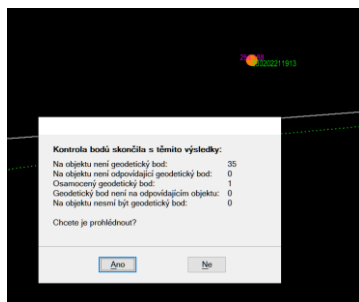 202211913
Kontrola bodů skončila s těmito výsledky:
Na objektu není geodetický bod: 35
Na objektu není odpovídající geodetický bod: 0
Osamocený geodetický bod: 1
Geodetický bod není na odpovídajícím objektu: 0
Na objektu nesmí být geodetický bod: 0
Chcete je prohlédnout?
Ano Ne